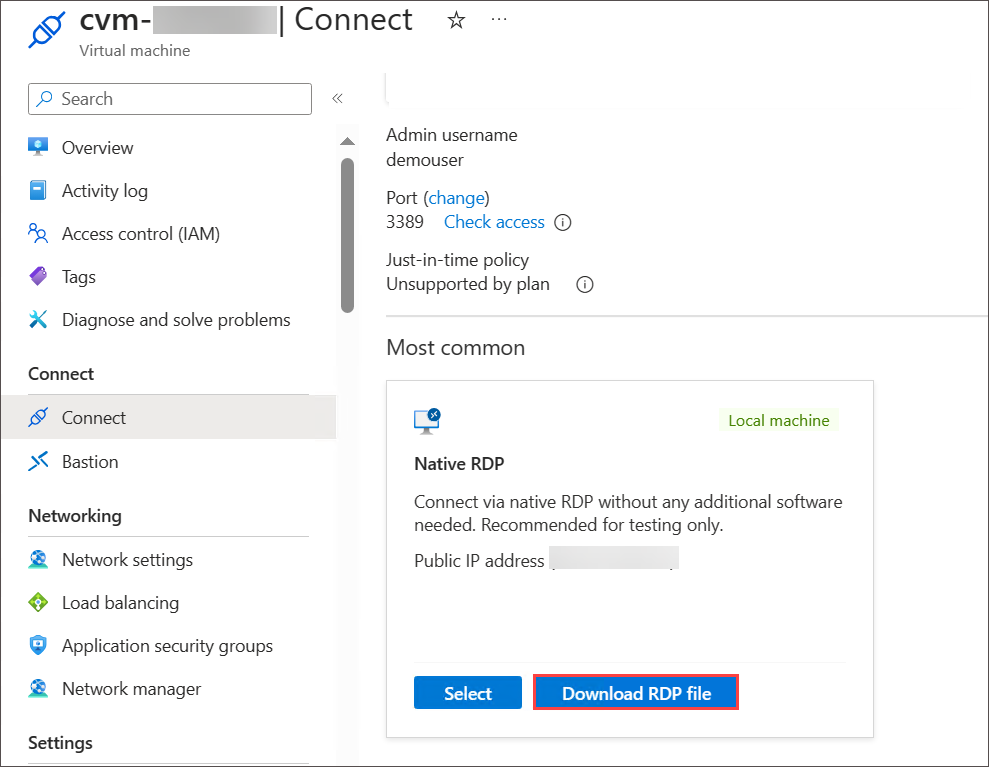 cvm- | Connect
Virtual machine
Search
Overview
Activity log
Access control (IAM)
Tags
Diagnose and solve problems
Connect
Connect
Bastion
Networking
Network settings
Load balancing
Application security groups
Network manager
Settings
Admin username
demouser
Port (change)
3389 Check access
Just-in-time policy
Unsupported by plan
Most common
Local machine
Native RDP
Connect via native RDP without any additional software
needed. Recommended for testing only.
Public IP address
Select
Download RDP file